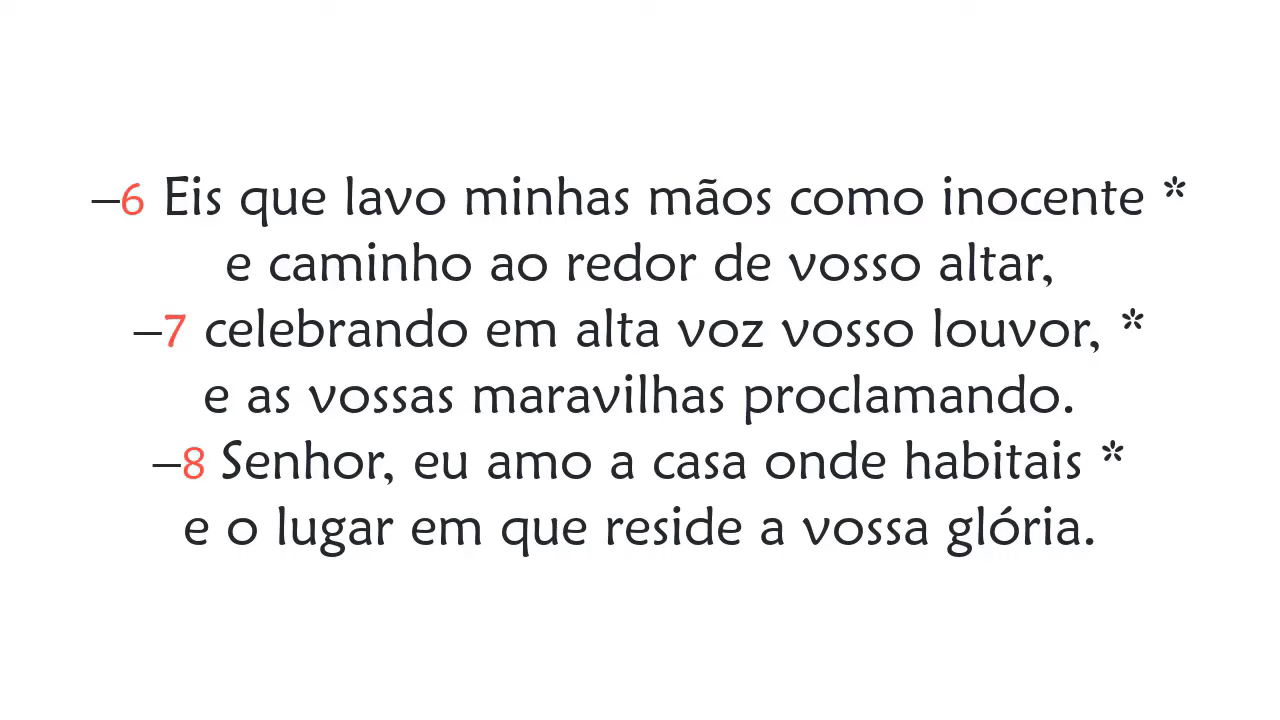 –6 Eis que lavo minhas mãos como inocente *
e caminho ao redor de vosso altar,
–7 celebrando em alta voz vosso louvor, *
e as vossas maravilhas proclamando.
–8 Senhor, eu amo a casa onde habitais *
e o lugar em que reside a vossa glória.